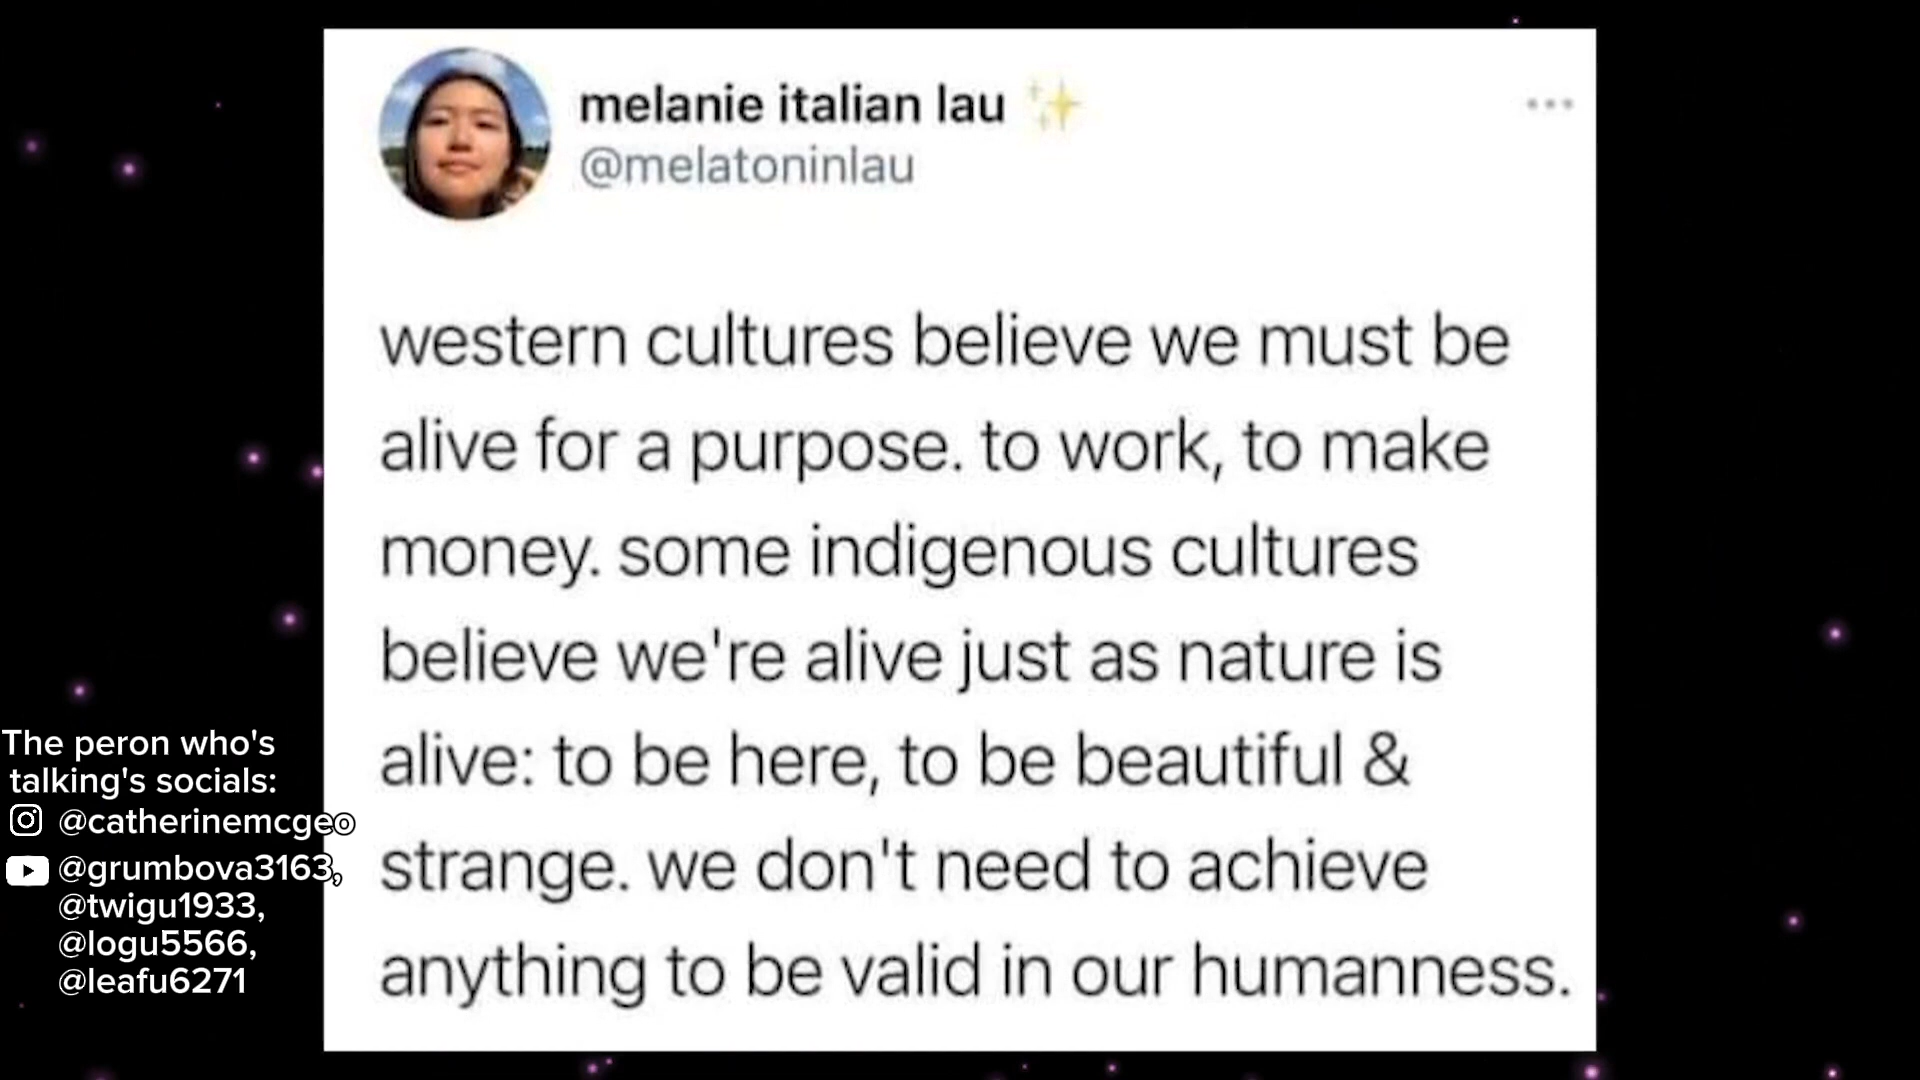 melanie italian lau ✨
@melatoninlau
western cultures believe we must be
alive for a purpose. to work, to make
money. some indigenous cultures
believe we're alive just as nature is
alive: to be here, to be beautiful &
strange. we don't need to achieve
anything to be valid in our humanness.
The peron who's
talking's socials:
@catherinemcgeo
@grumbova3163,
@twigu1933,
@logu5566,
@leafu6271